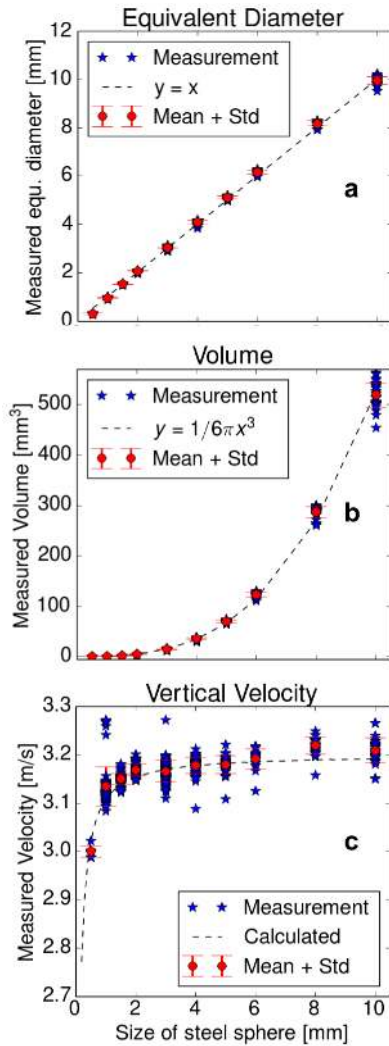 Equivalent Diameter
Measured equ. diameter [mm]
12
10
8
6
4
2
0
Measurement
y = x
Mean + Std
a
Volume
Measured Volume [mm³]
500
400
300
200
100
0
Measurement
y = 1/6πx³
Mean + Std
b
Vertical Velocity
Measured Velocity [m/s]
3.3
3.2
3.1
3.0
2.9
2.8
2.7
c
Measurement
Calculated
Mean + Std
0 2 4 6 8 10
Size of steel sphere [mm]